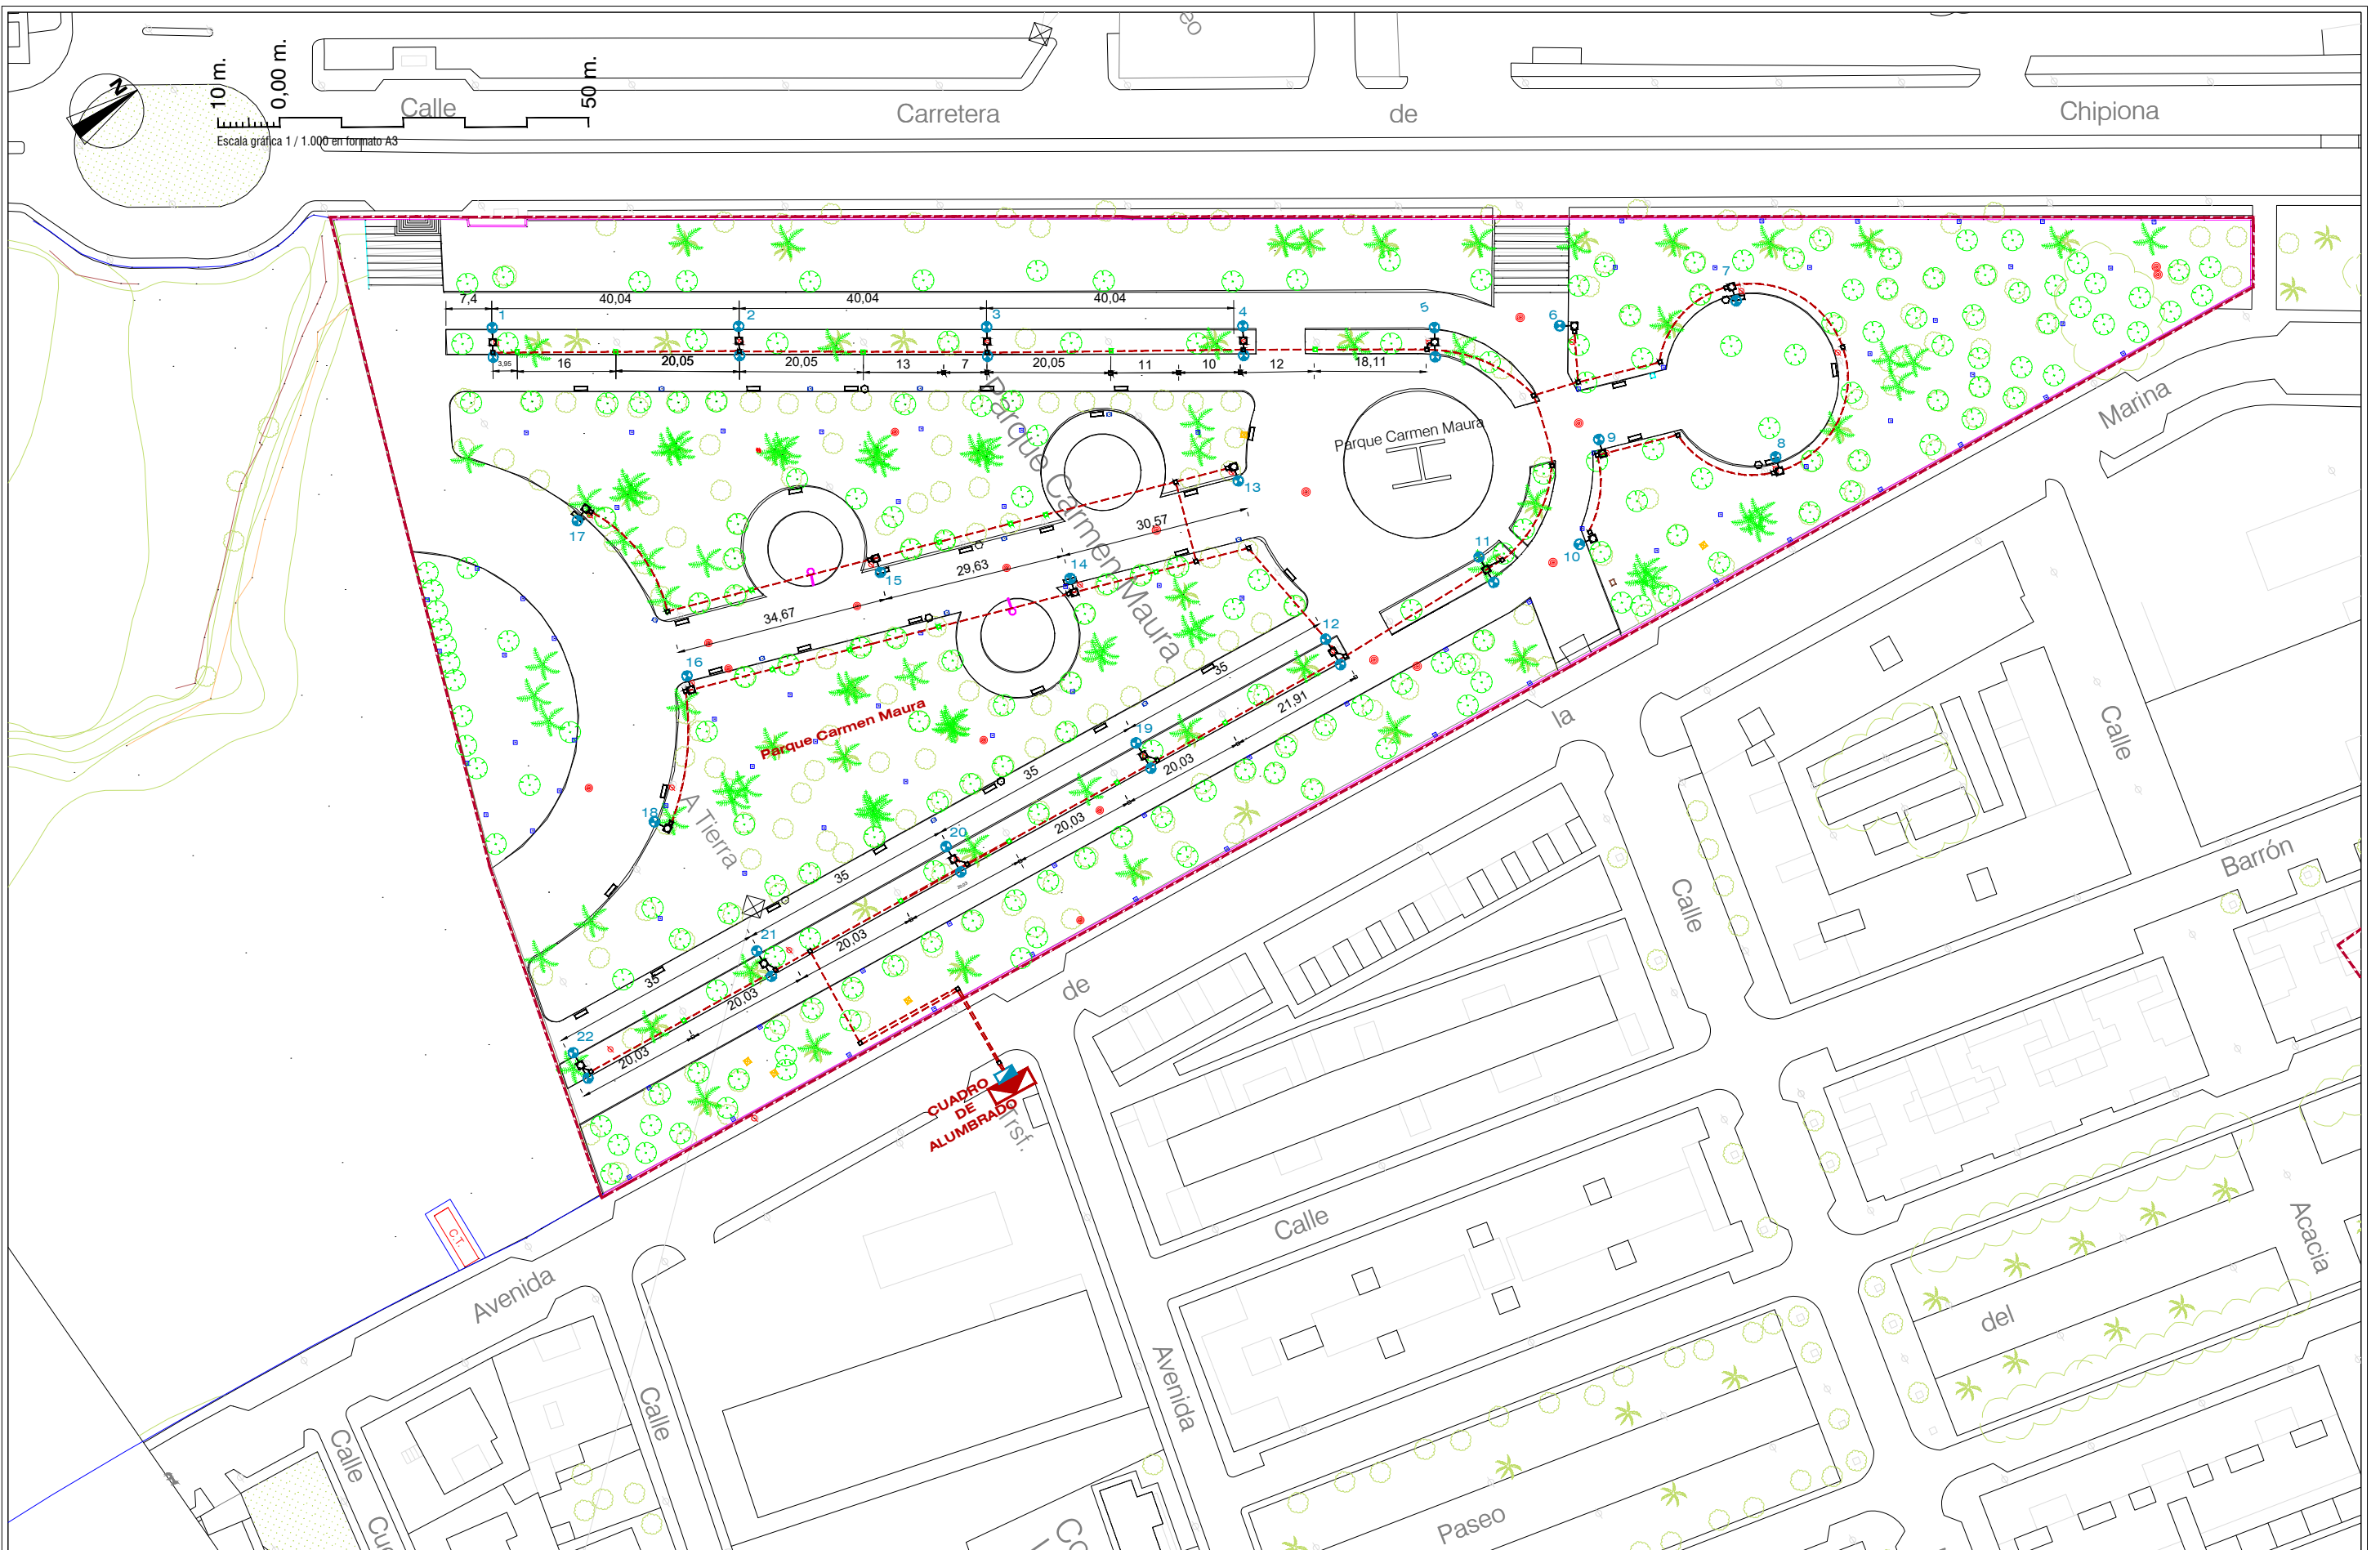 eo
N
10 m.
0,00 m.
50 m.
Escala gráfica 1 / 1.000 en formato A3
Calle
Carretera
de
Chipiona
7,4
40,04
40,04
40,04
1
2
3
4
5
6
7
3,95
16
20,05
20,05
13
7
20,05
11
10
12
18,11
Parque Carmen Maura
Parque Carmen Maura
Marina
8
9
10
11
12
13
14
15
16
17
30,57
29,63
34,67
35
21,91
la
Parque Carmen Maura
18
19
20,03
35
A Tierra
20
20,03
35
21
20,03
35
20,03
22
20,03
de
CUADRO
DE
ALUMBRADO
Trsf.
Calle
Calle
Barrón
C.T.
Avenida
Calle
Acacia
del
Avenida
Calle
Calle
Paseo